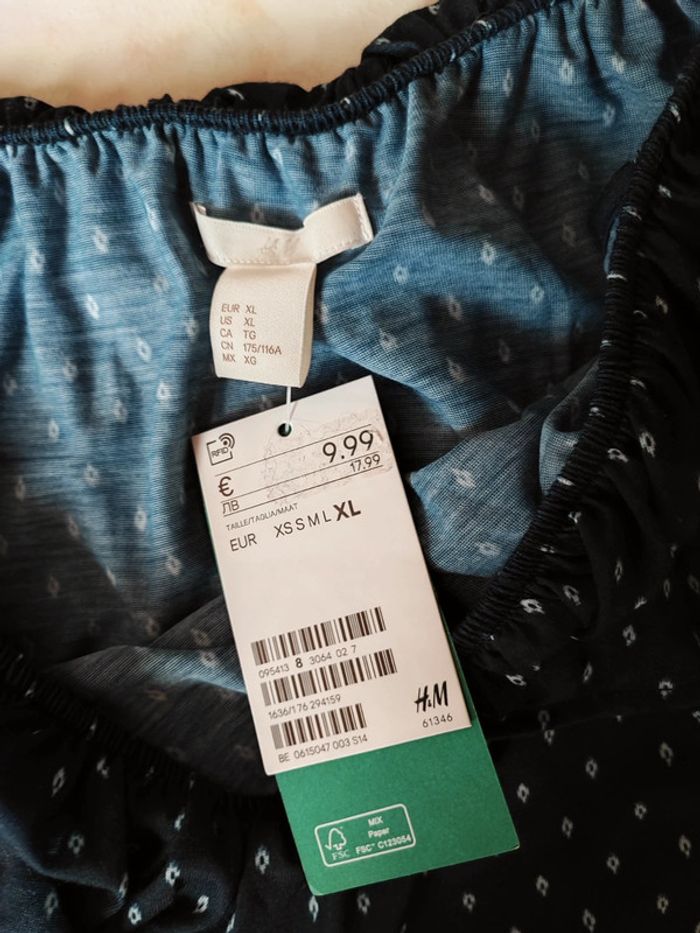 EUR XL
US XL
CA TG
CN 175/116A
MX XG
RFID
€ 9.99
ЛВ 17.99
TAILLE/TAGLIA/MAAT
EUR XS S M L XL
095413 8 3064 02 7
1636/176 294159
H&M
61346
BE 0615047 003 S14
MIX
Paper
FSC™ C123054
FSC